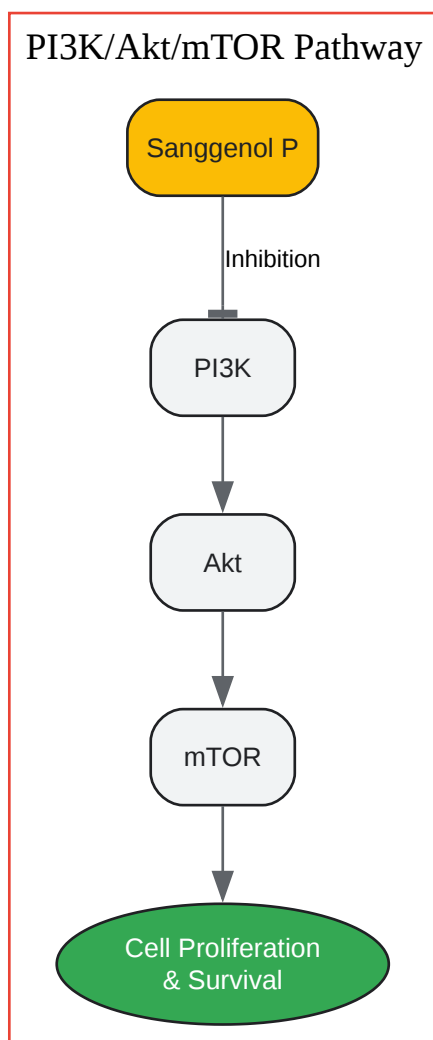 PI3K/Akt/mTOR Pathway
Sanggenol P
Inhibition
PI3K
Akt
mTOR
Cell Proliferation
& Survival